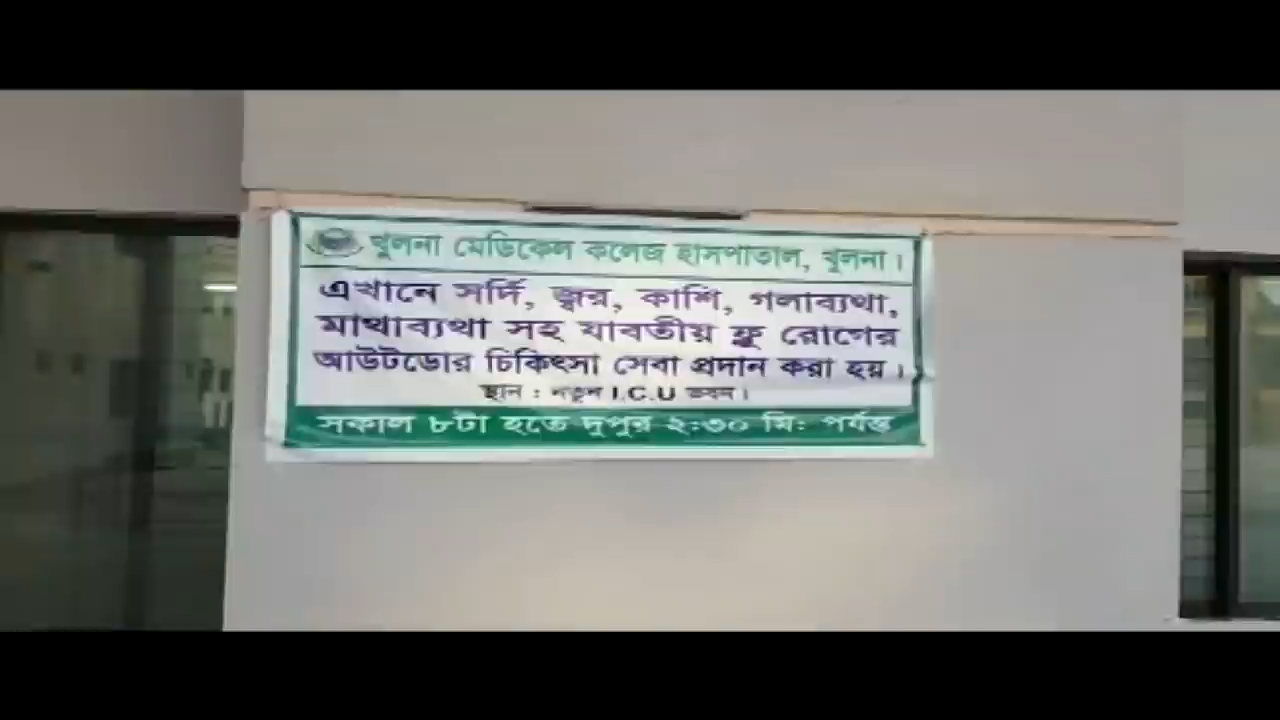 খুলনা মেডিকেল কলেজ হাসপাতাল, খুলনা।
এখানে সর্দি, জ্বর, কাশি, গলাব্যথা,
মাথাব্যথা সহ যাবতীয় ফ্লু রোগের
আউটডোর চিকিৎসা সেবা প্রদান করা হয়।
স্থান : নতুন I.C.U ভবন।
সকাল ৮টা হতে দুপুর ২:৩০ মি: পর্যন্ত